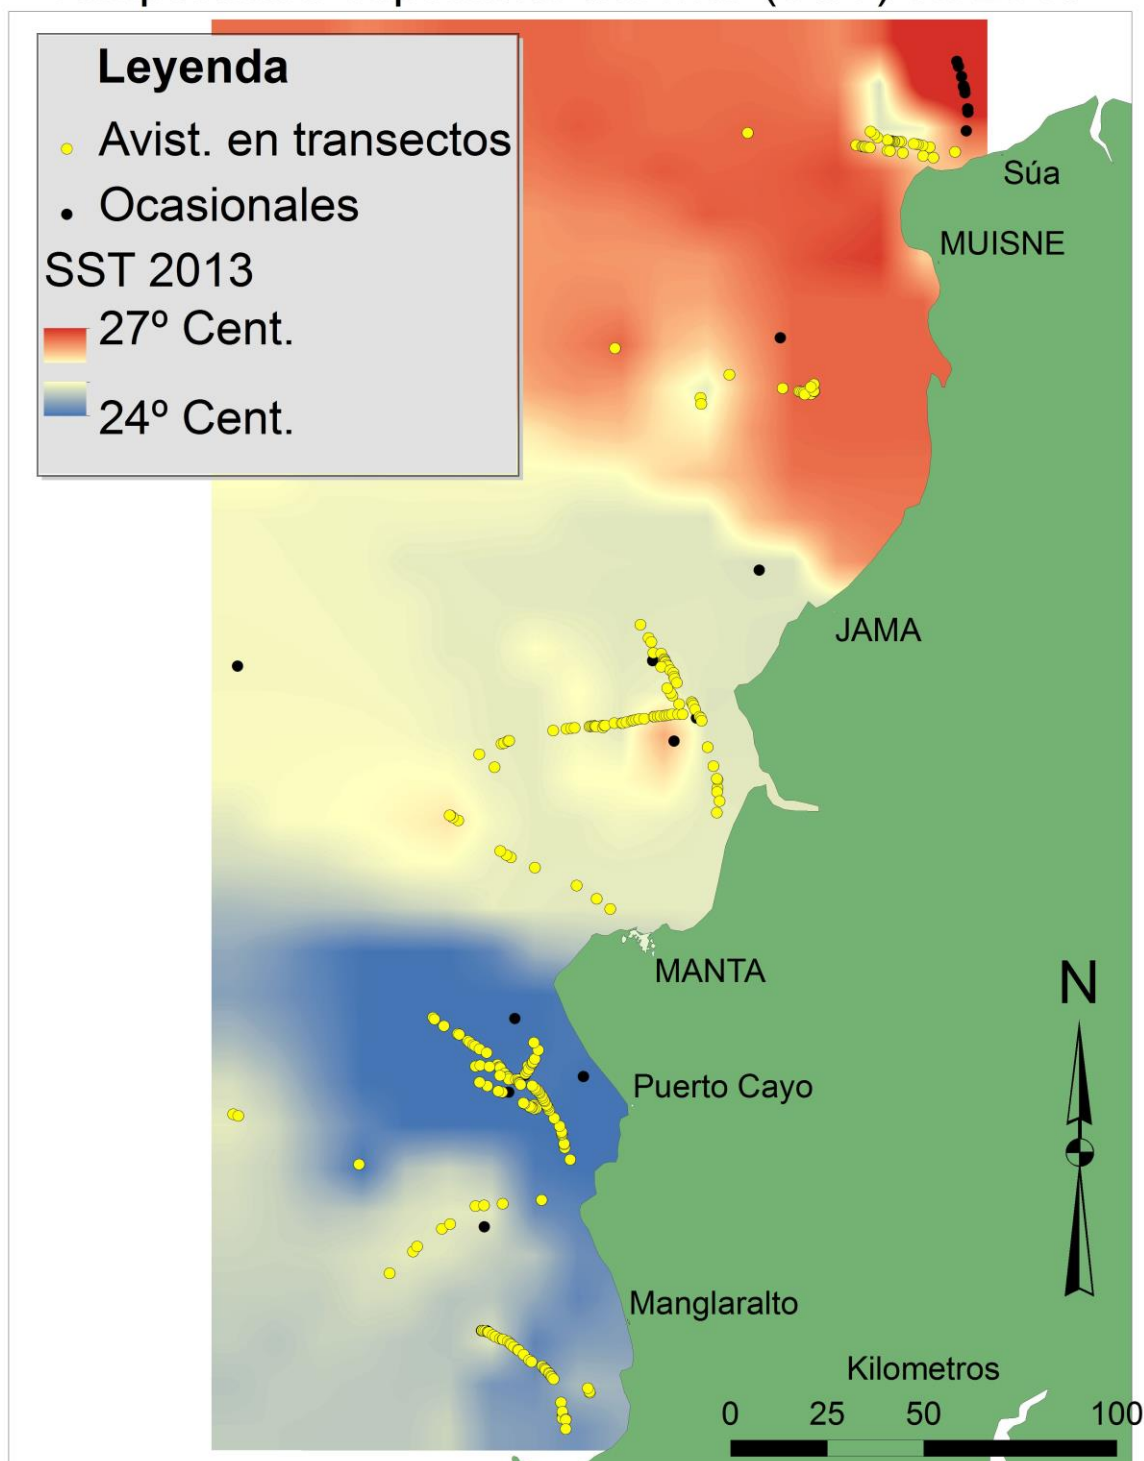 Leyenda
Avist. en transectos
Ocasionales
SST 2013
27º Cent.
24º Cent.
Súa
MUISNE
JAMA
MANTA
N
Puerto Cayo
Manglaralto
Kilometros
0 25 50 100